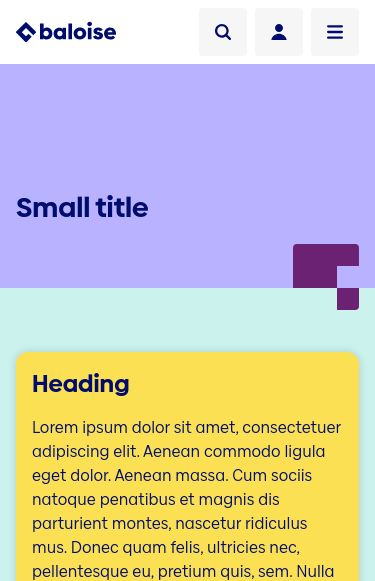 baloise
Small title
Heading
Lorem ipsum dolor sit amet, consectetuer
adipiscing elit. Aenean commodo ligula
eget dolor. Aenean massa. Cum sociis
natoque penatibus et magnis dis
parturient montes, nascetur ridiculus
mus. Donec quam felis, ultricies nec,
pellentesque eu, pretium quis, sem. Nulla